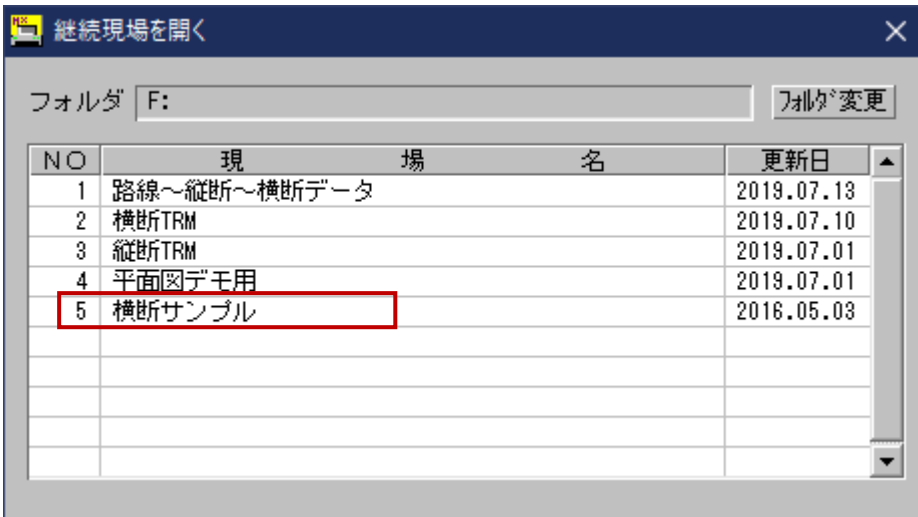 継続現場を開く
フォルダ F: ﾌｫﾙﾀﾞ変更
NO 現場名 更新日
1 路線～縦断～横断データ 2019.07.13
2 横断TRM 2019.07.10
3 縦断TRM 2019.07.01
4 平面図デモ用 2019.07.01
5 横断サンプル 2016.05.03